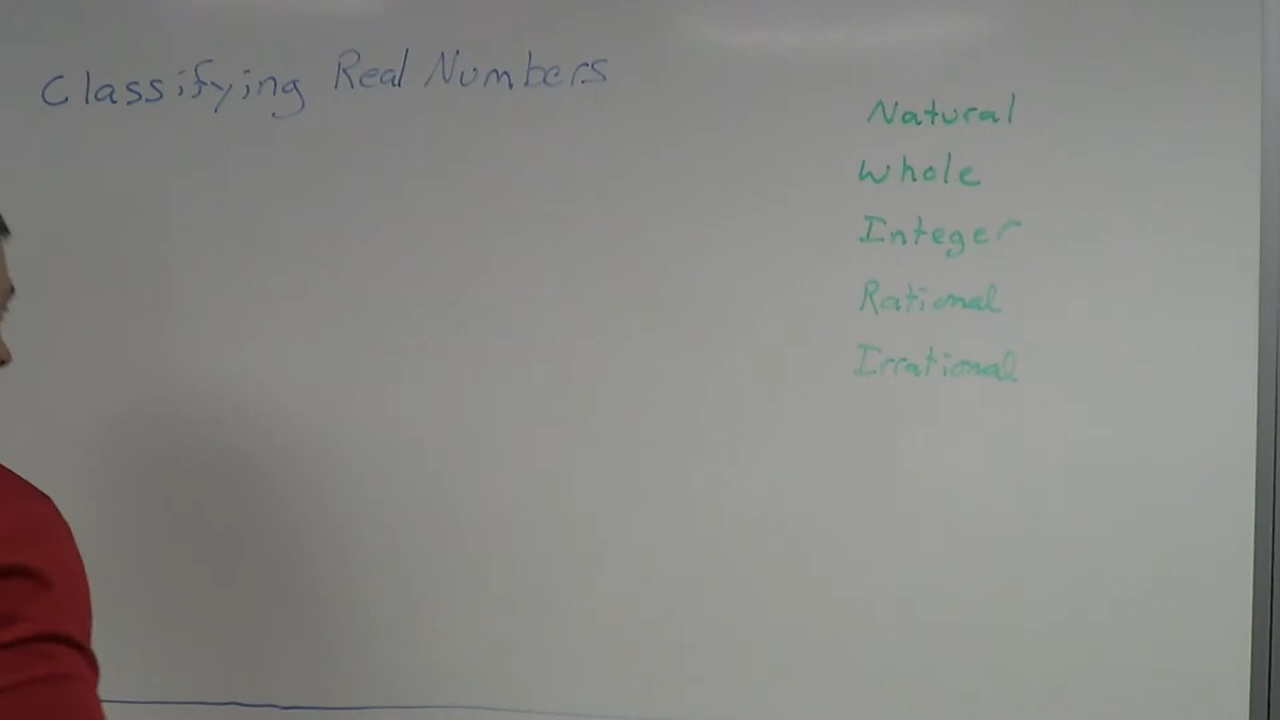 Classifying Real Numbers
Natural
Whole
Integer
Rational
Irrational